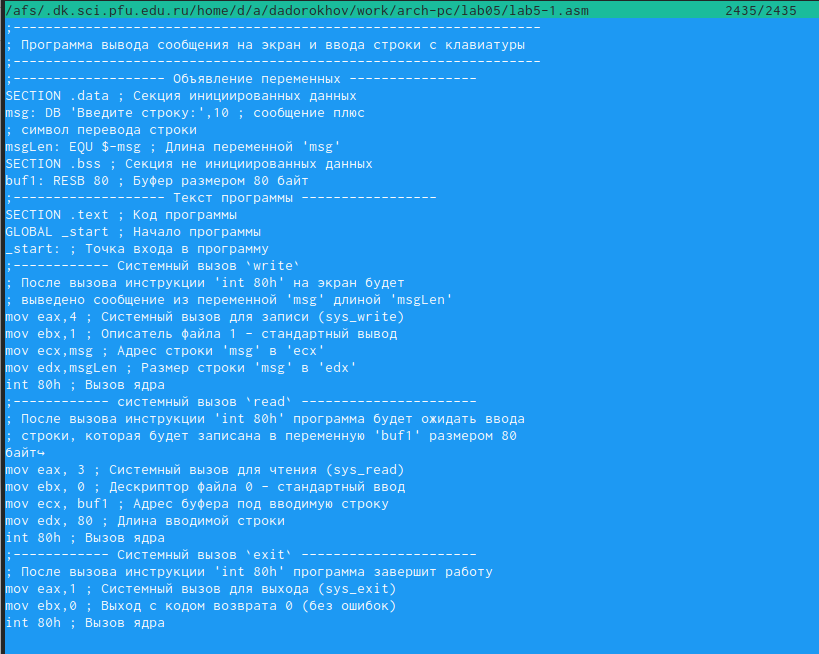 /afs/.dk.sci.pfu.edu.ru/home/d/a/dadorokhov/work/arch-pc/lab05/lab5-1.asm 2435/2435
;------------------------------------------------------------------
; Программа вывода сообщения на экран и ввода строки с клавиатуры
;------------------------------------------------------------------
;------------------- Объявление переменных ----------------
SECTION .data ; Секция инициированных данных
msg: DB 'Введите строку:',10 ; сообщение плюс
; символ перевода строки
msgLen: EQU $-msg ; Длина переменной 'msg'
SECTION .bss ; Секция не инициированных данных
buf1: RESB 80 ; Буфер размером 80 байт
;------------------- Текст программы -----------------
SECTION .text ; Код программы
GLOBAL _start ; Начало программы
_start: ; Точка входа в программу
;------------ Системный вызов `write`
; После вызова инструкции 'int 80h' на экран будет
; выведено сообщение из переменной 'msg' длиной 'msgLen'
mov eax,4 ; Системный вызов для записи (sys_write)
mov ebx,1 ; Описатель файла 1 - стандартный вывод
mov ecx,msg ; Адрес строки 'msg' в 'ecx'
mov edx,msgLen ; Размер строки 'msg' в 'edx'
int 80h ; Вызов ядра
;------------ системный вызов `read` ----------------------
; После вызова инструкции 'int 80h' программа будет ожидать ввода
; строки, которая будет записана в переменную 'buf1' размером 80
байт↪
mov eax, 3 ; Системный вызов для чтения (sys_read)
mov ebx, 0 ; Дескриптор файла 0 - стандартный ввод
mov ecx, buf1 ; Адрес буфера под вводимую строку
mov edx, 80 ; Длина вводимой строки
int 80h ; Вызов ядра
;------------ Системный вызов `exit` ----------------------
; После вызова инструкции 'int 80h' программа завершит работу
mov eax,1 ; Системный вызов для выхода (sys_exit)
mov ebx,0 ; Выход с кодом возврата 0 (без ошибок)
int 80h ; Вызов ядра